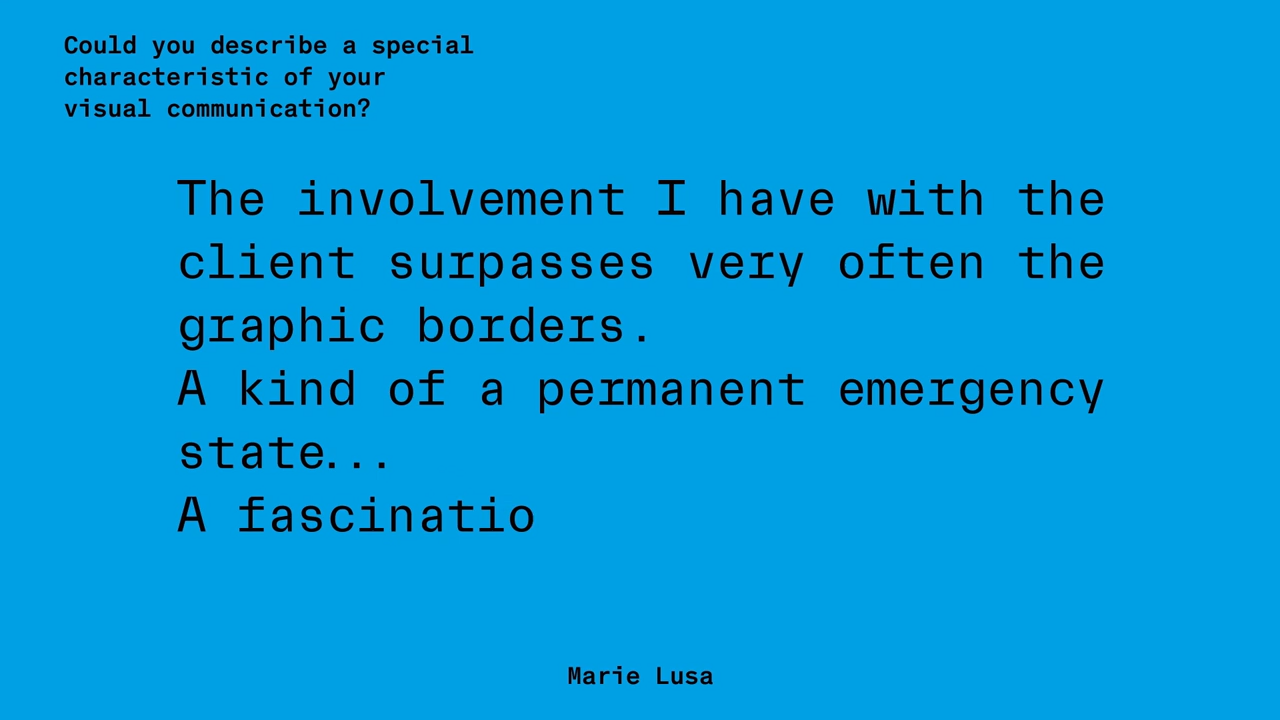 Could you describe a special
characteristic of your
visual communication?
The involvement I have with the
client surpasses very often the
graphic borders.
A kind of a permanent emergency
state...
A fascinatio
Marie Lusa